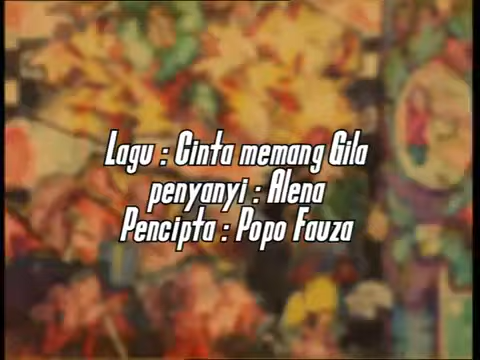 Lagu : Cinta memang Gila
penyanyi : Alena
Pencipta : Popo Fauza